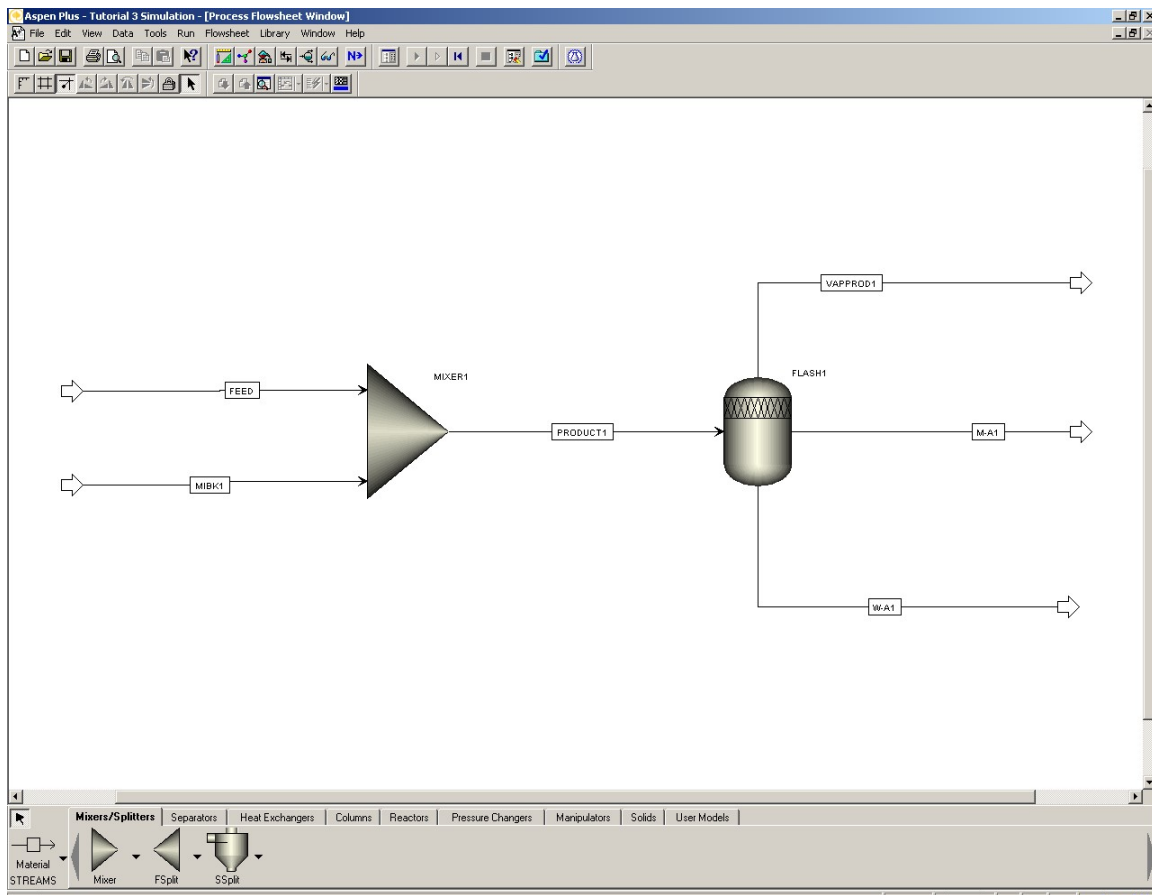 Aspen Plus - Tutorial 3 Simulation - [Process Flowsheet Window]
File Edit View Data Tools Run Flowsheet Library Window Help
N
VAPPROD1
MIXER1
FLASH1
FEED
PRODUCT1
M-A1
MIBK1
W-A1
Mixers/Splitters Separators Heat Exchangers Columns Reactors Pressure Changers Manipulators Solids User Models
Material
STREAMS Mixer FSplit SSplit